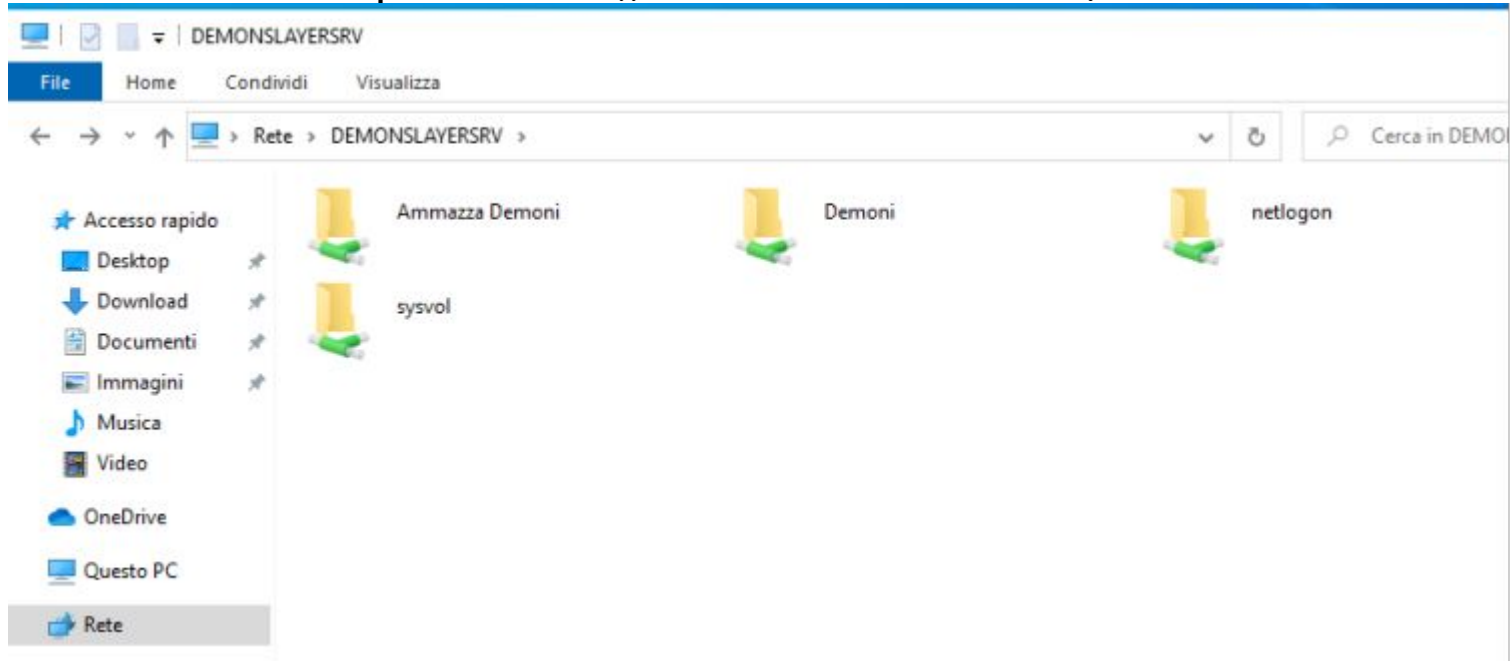 DEMONSLAYERSRV
File Home Condividi Visualizza
Rete > DEMONSLAYERSRV > Cerca in DEMO
Accesso rapido
Desktop
Download
Documenti
Immagini
Musica
Video
OneDrive
Questo PC
Rete
Ammazza Demoni Demoni netlogon
sysvol